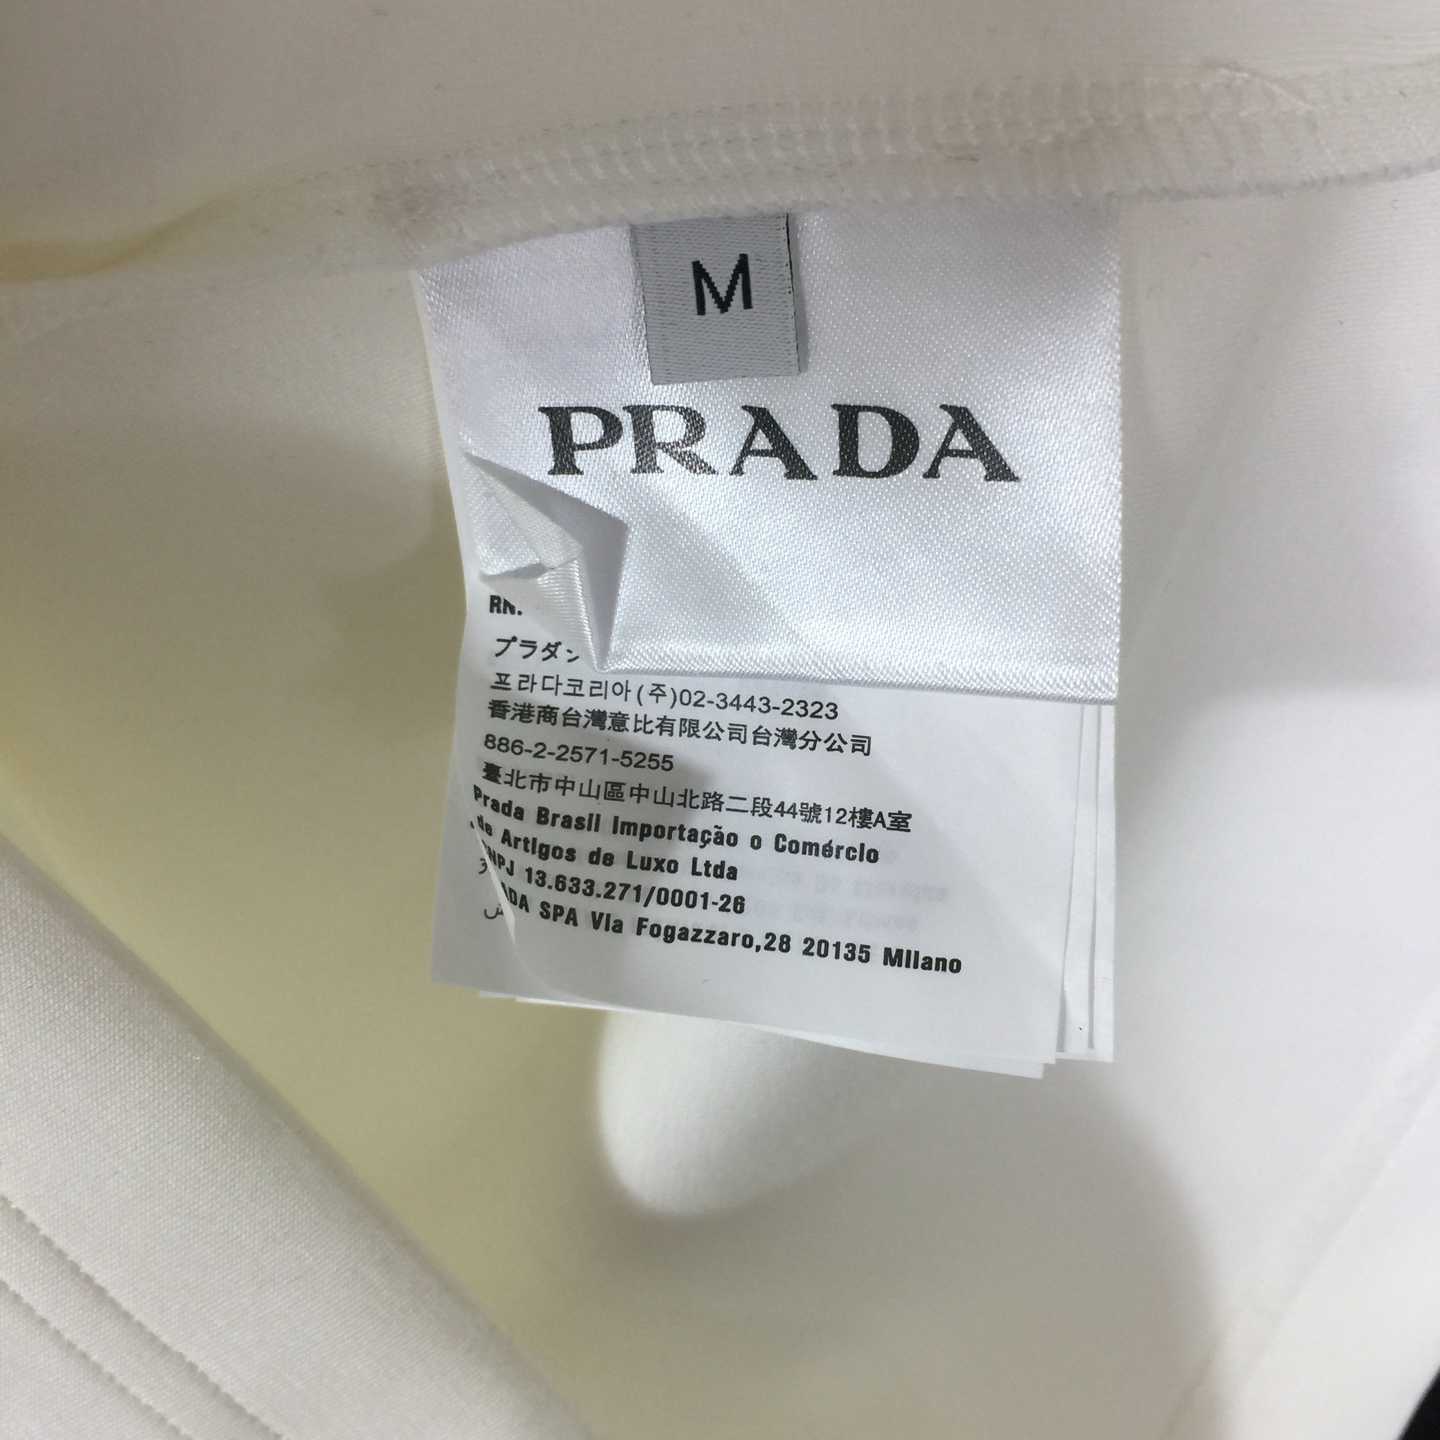 M
PRADA
RN.
プラダ
프라다코리아(주)02-3443-2323
香港商台灣意比有限公司台灣分公司
886-2-2571-5255
臺北市中山區中山北路二段44號12樓A室
Prada Brasil Importação o Comércio
de Artigos de Luxo Ltda
NPJ 13.633.271/0001-26
ADA SPA Via Fogazzaro,28 20135 Milano